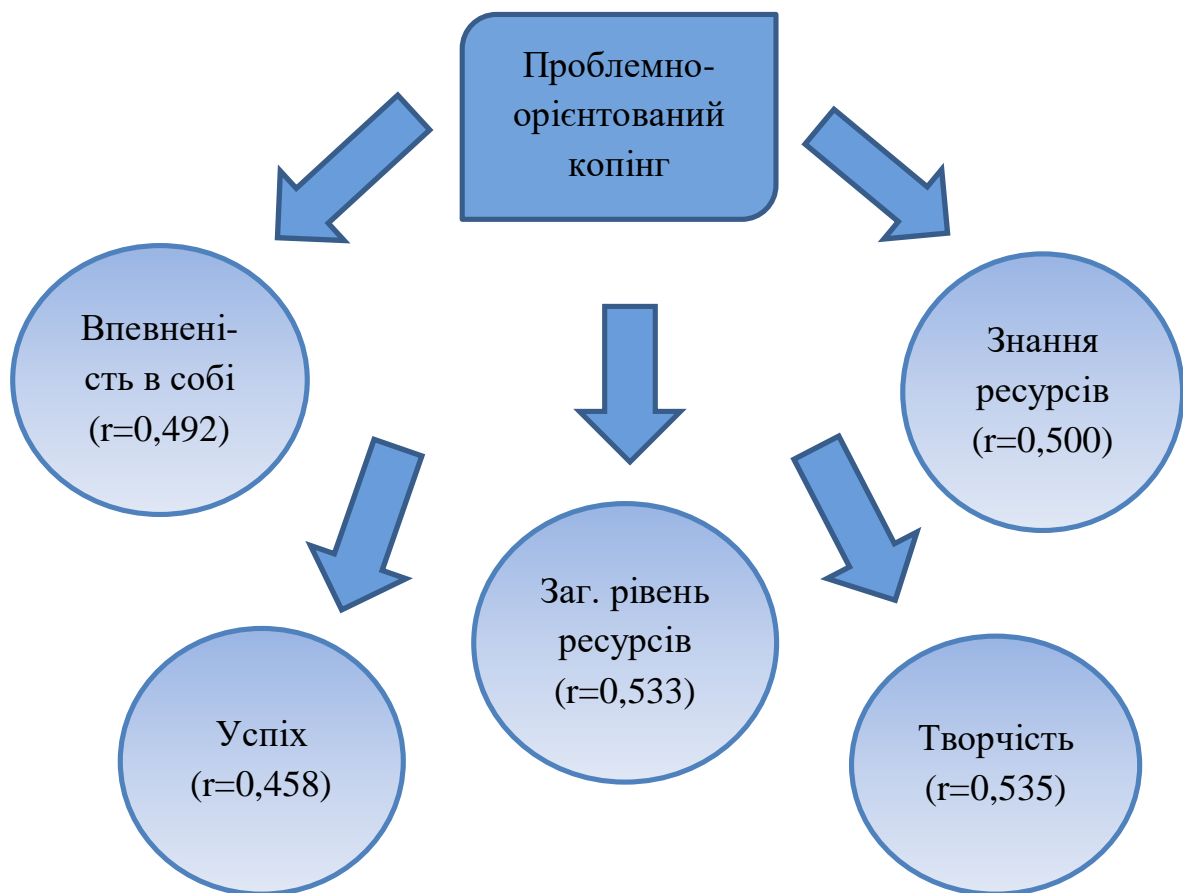 Проблемно-
орієнтований
копінг
Впевнені-
сть в собі
(r=0,492)
Знання
ресурсів
(r=0,500)
Заг. рівень
ресурсів
(r=0,533)
Успіх
(r=0,458)
Творчість
(r=0,535)